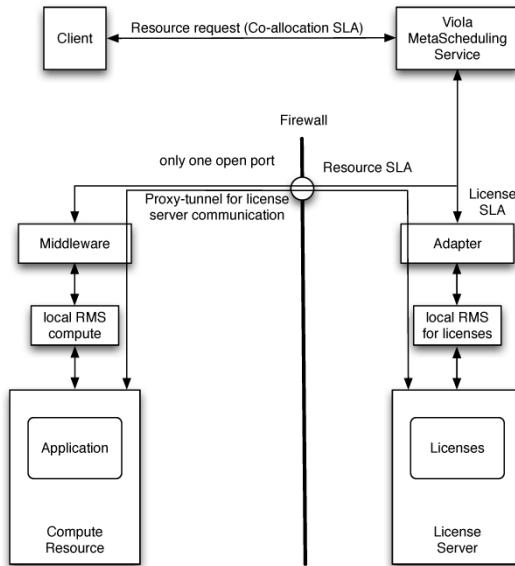 Client
Resource request (Co-allocation SLA)
Viola
MetaScheduling
Service
Firewall
only one open port
Resource SLA
Proxy-tunnel for license
server communication
License
SLA
Middleware
Adapter
local RMS
compute
local RMS
for licenses
Application
Licenses
Compute
Resource
License
Server